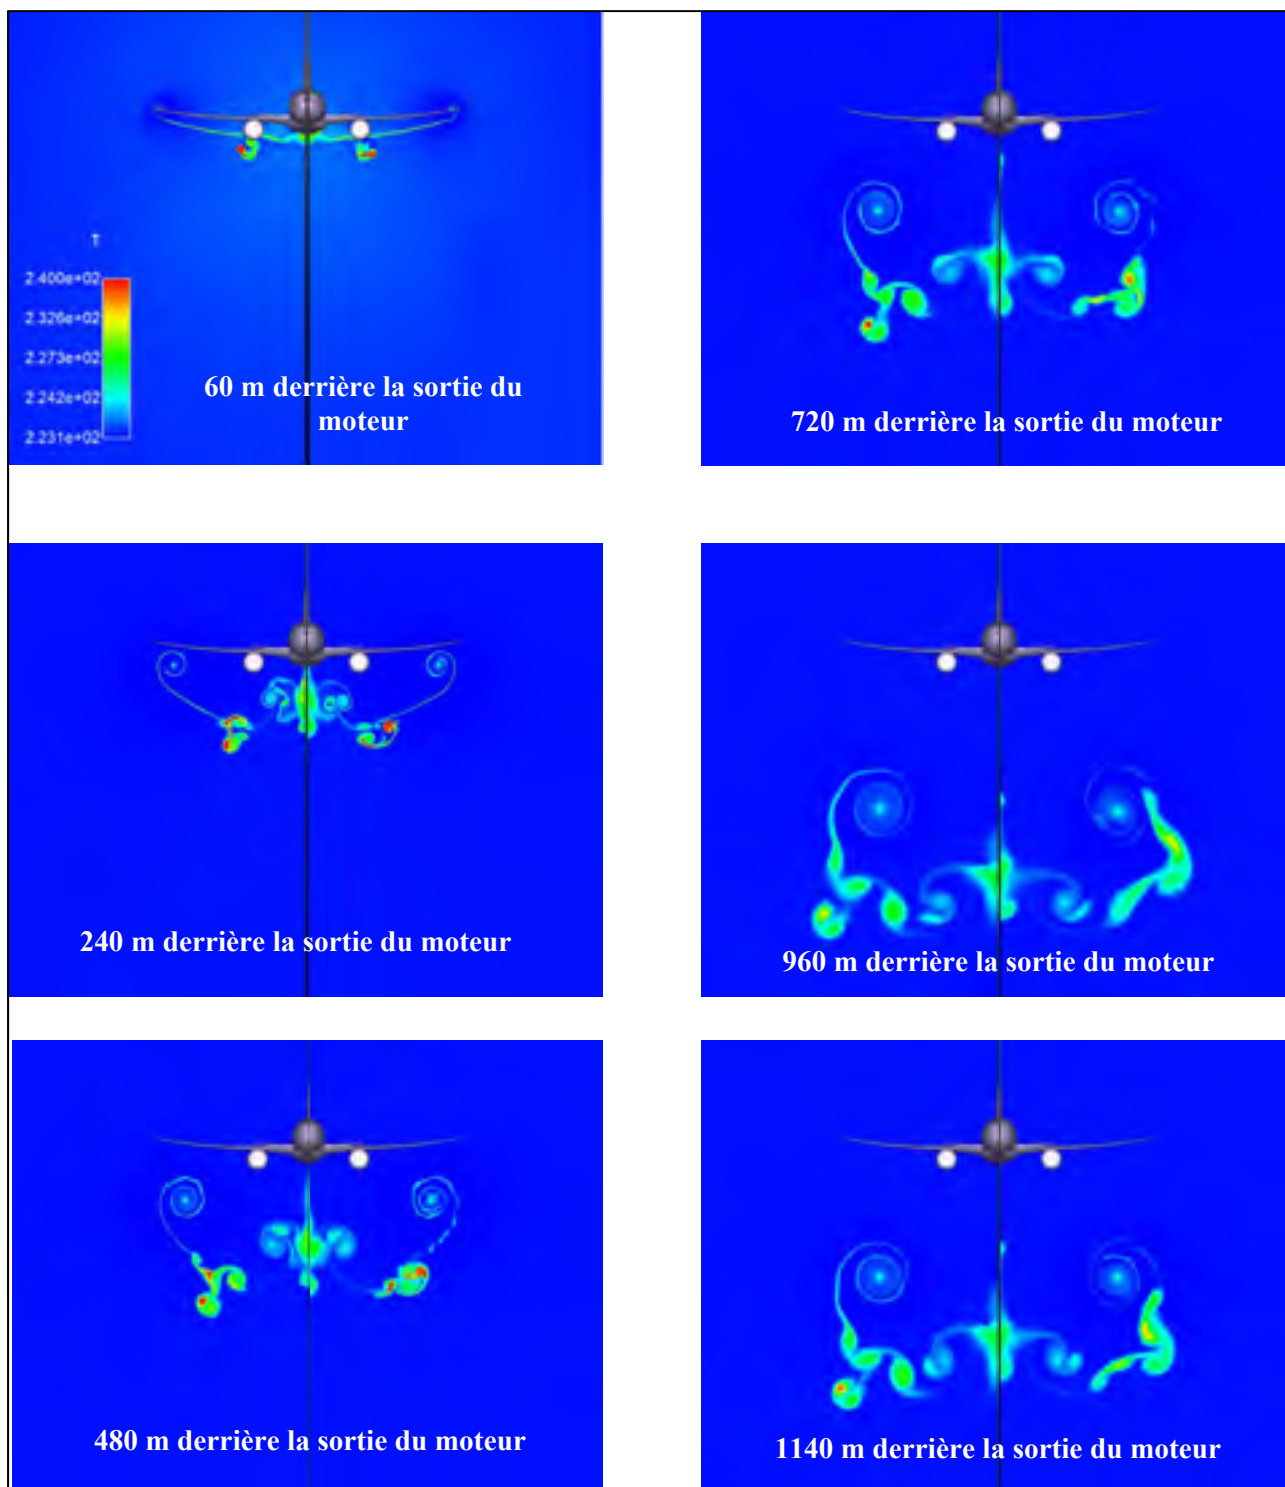 T
2.400e+02
2.326e+02
2.273e+02
2.242e+02
2.231e+02
60 m derrière la sortie du
moteur
720 m derrière la sortie du moteur
240 m derrière la sortie du moteur
960 m derrière la sortie du moteur
480 m derrière la sortie du moteur
1140 m derrière la sortie du moteur